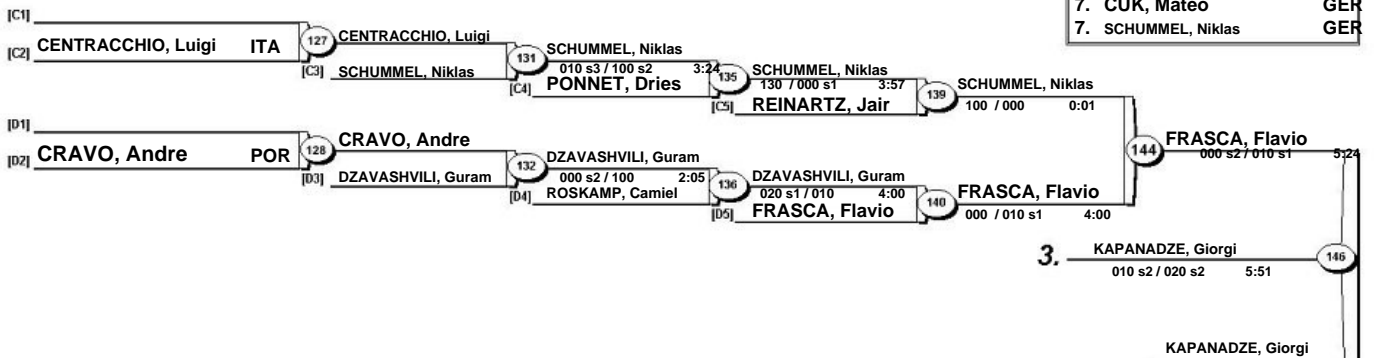 7. CUK, Mateo GER
7. SCHUMMEL, Niklas GER
[C1]
[C2] CENTRACCHIO, Luigi ITA
127
CENTRACCHIO, Luigi
[C3] SCHUMMEL, Niklas
131
SCHUMMEL, Niklas
010 s3 / 100 s2 3:24
[C4] PONNET, Dries
135
SCHUMMEL, Niklas
130 / 000 s1 3:57
[C5] REINARTZ, Jair
139
SCHUMMEL, Niklas
100 / 000 0:01
[D1]
[D2] CRAVO, Andre POR
128
CRAVO, Andre
[D3] DZAVASHVILI, Guram
132
DZAVASHVILI, Guram
000 s2 / 100 2:05
[D4] ROSKAMP, Camiel
136
DZAVASHVILI, Guram
020 s1 / 010 4:00
[D5] FRASCA, Flavio
140
FRASCA, Flavio
000 / 010 s1 4:00
144
FRASCA, Flavio
000 s2 / 010 s1 5:24
3. KAPANADZE, Giorgi
010 s2 / 020 s2 5:51
146
KAPANADZE, Giorgi